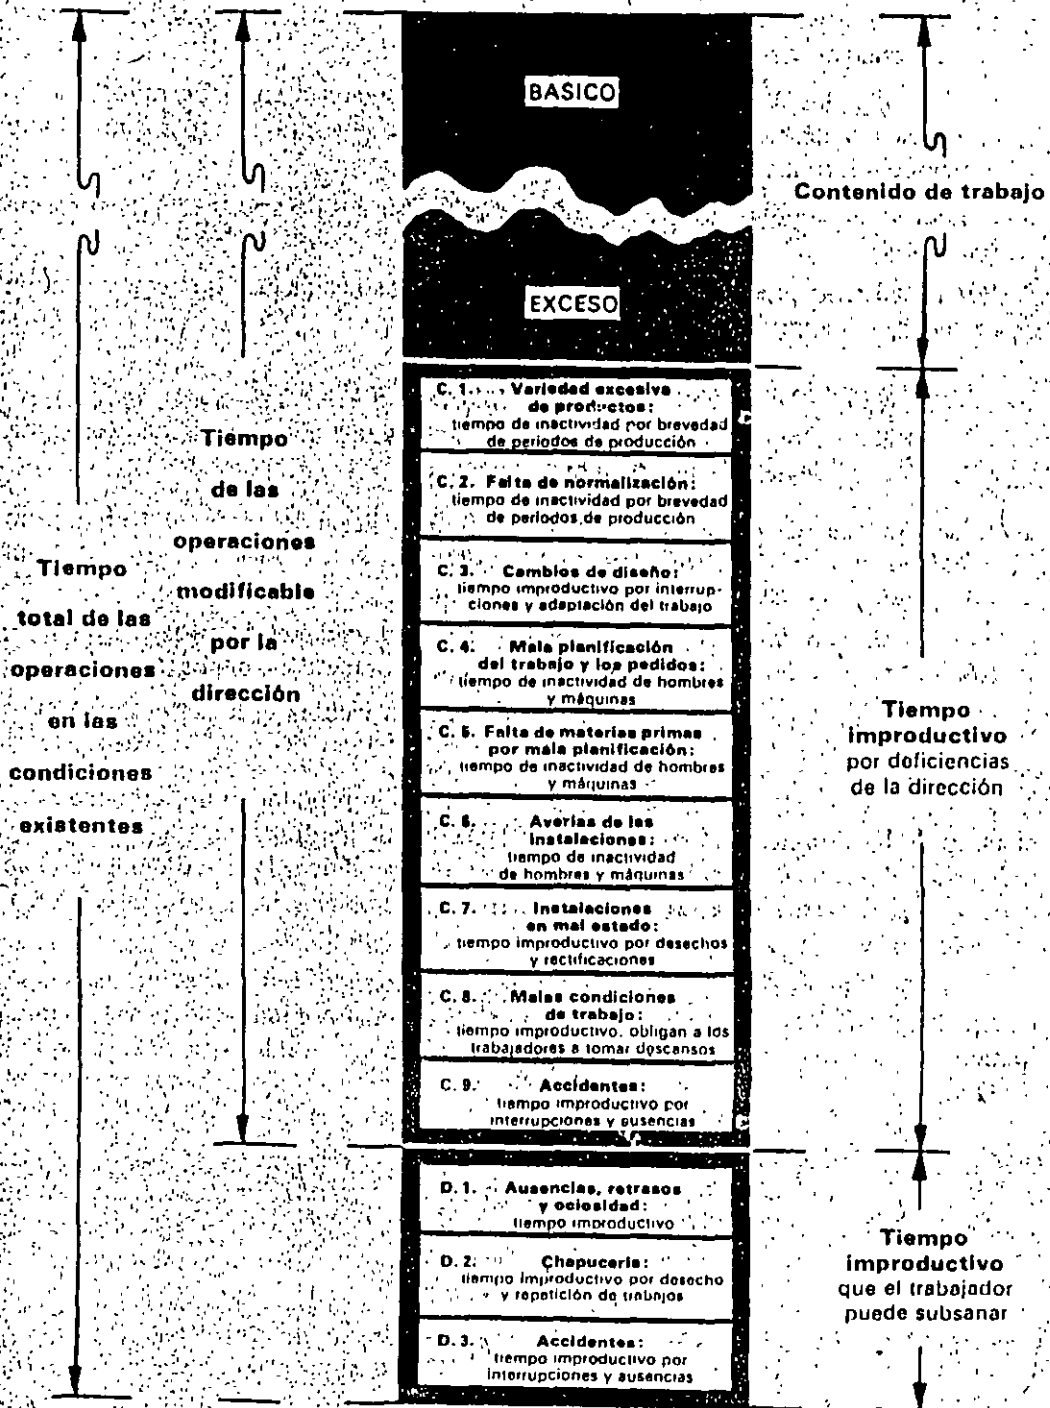 BASICO
Contenido de trabajo
EXCESO
C. 1. Variedad excesiva
de productos:
tiempo de inactividad por brevedad
de periodos de producción
C. 2. Falta de normalización:
tiempo de inactividad por brevedad
de periodos de producción
C. 3. Cambios de diseño:
tiempo improductivo por interrup-
ciones y adaptación del trabajo
C. 4. Mala planificación
del trabajo y los pedidos:
tiempo de inactividad de hombres
y máquinas
C. 5. Falta de materias primas
por mala planificación:
tiempo de inactividad de hombres
y máquinas
C. 6. Averías de las
instalaciones:
tiempo de inactividad
de hombres y máquinas
C. 7. Instalaciones
en mal estado:
tiempo improductivo por desechos
y rectificaciones
C. 8. Malas condiciones
de trabajo:
tiempo improductivo, obligan a los
trabajadores a tomar descansos
C. 9. Accidentes:
tiempo improductivo por
interrupciones y ausencias
D. 1. Ausencias, retrasos
y ociosidad:
tiempo improductivo
D. 2. Chapucería:
tiempo improductivo por desecho
y repetición de trabajos
D. 3. Accidentes:
tiempo improductivo por
interrupciones y ausencias
Tiempo
total de las
operaciones
en las
condiciones
existentes
Tiempo
de las
operaciones
modificable
por la
dirección
Tiempo
improductivo
por deficiencias
de la dirección
Tiempo
improductivo
que el trabajador
puede subsanar